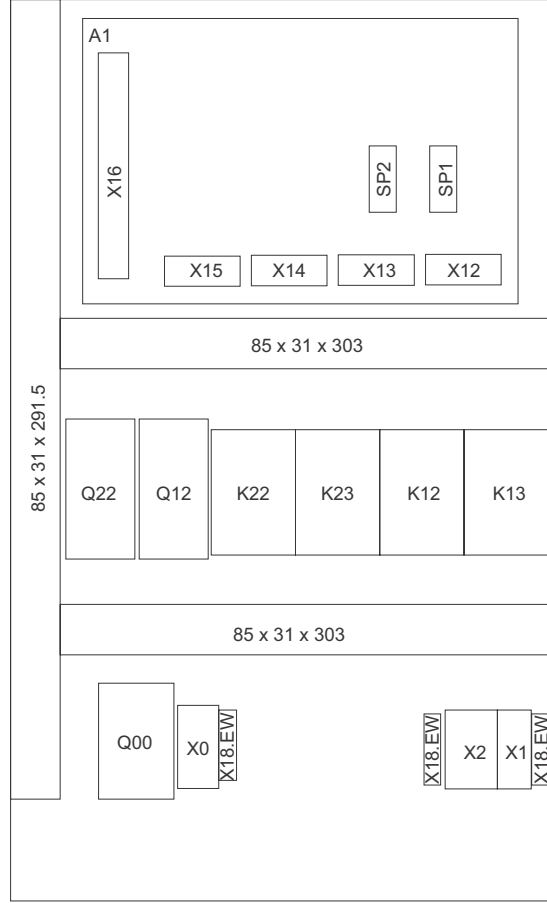 A1
X16
SP2
SP1
X15
X14
X13
X12
85 x 31 x 303
85 x 31 x 291.5
Q22
Q12
K22
K23
K12
K13
85 x 31 x 303
Q00
X0
X18.EW
X18.EW
X2
X1
X18.EW